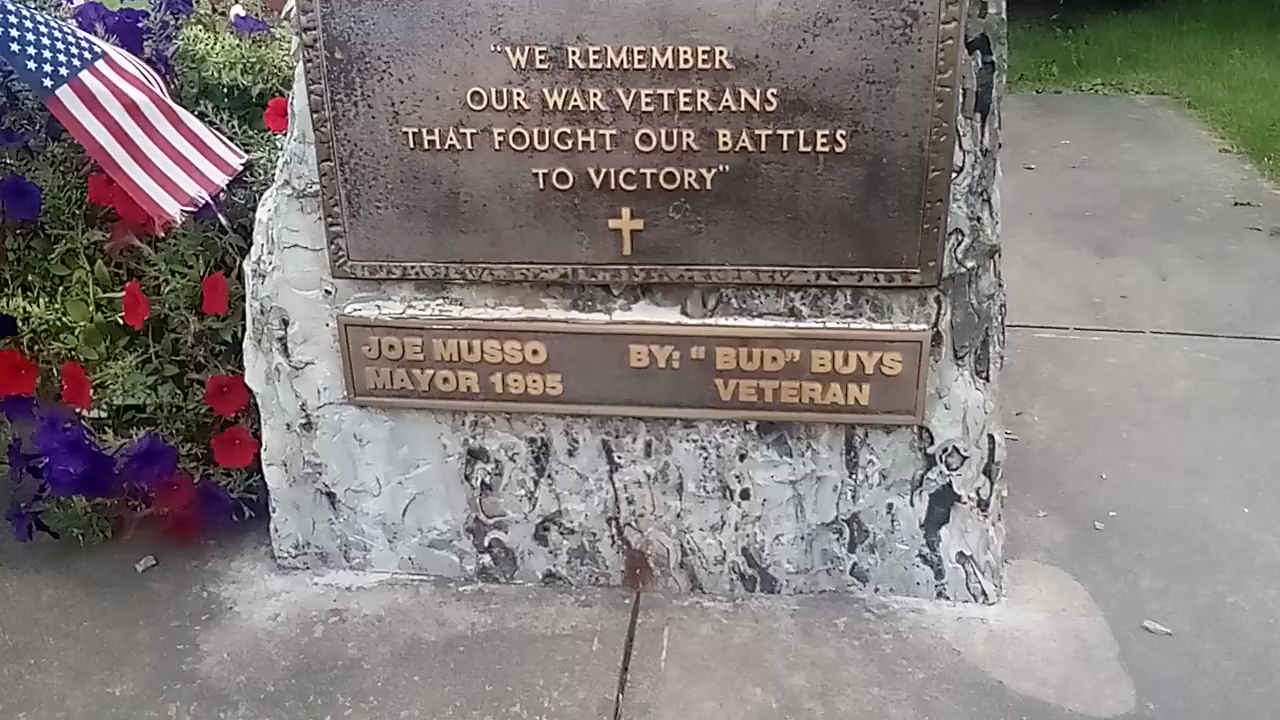 “WE REMEMBER
OUR WAR VETERANS
THAT FOUGHT OUR BATTLES
TO VICTORY”
JOE MUSSO
MAYOR 1995
BY: “ BUD” BUYS
VETERAN